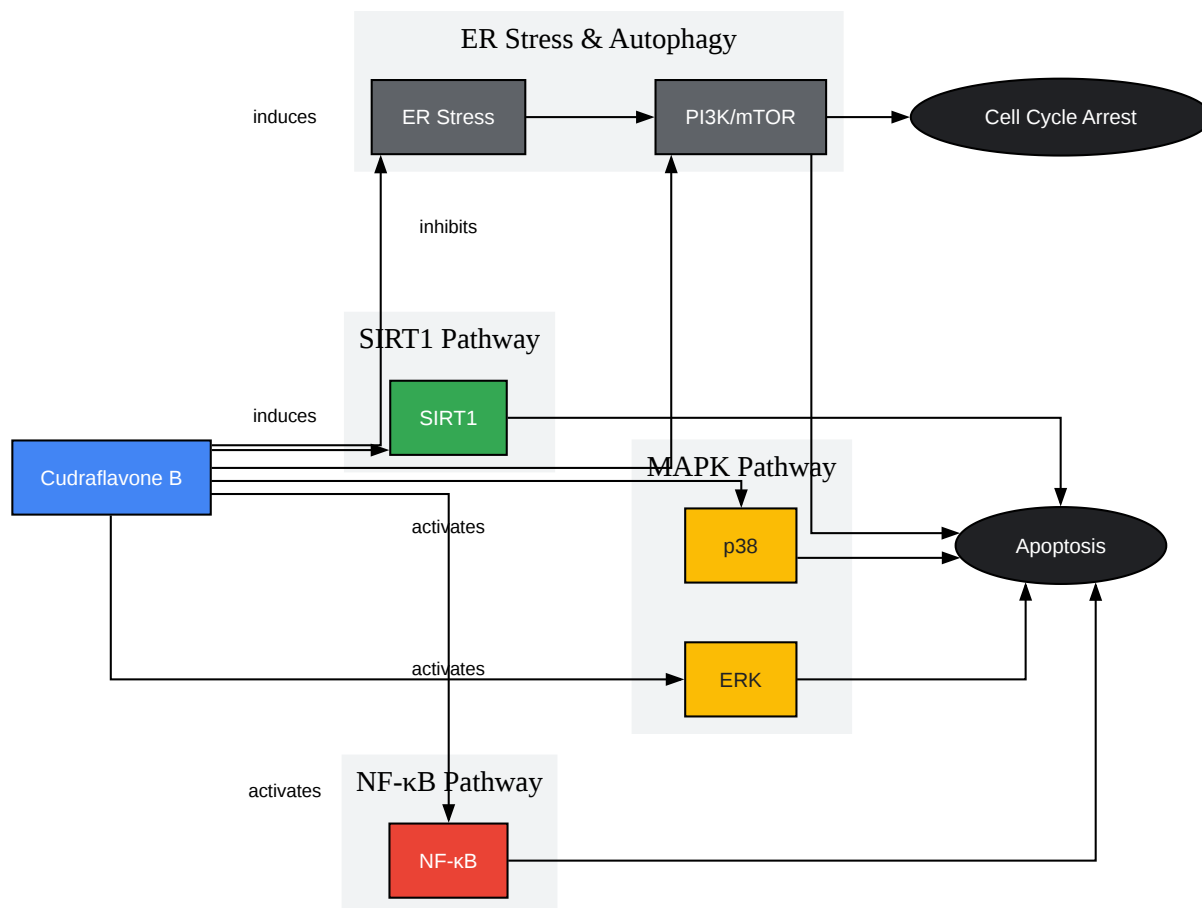 ER Stress & Autophagy
induces
ER Stress
PI3K/mTOR
Cell Cycle Arrest
inhibits
SIRT1 Pathway
induces
SIRT1
Cudraflavone B
MAPK Pathway
activates
p38
Apoptosis
activates
ERK
NF-κB Pathway
activates
NF-κB